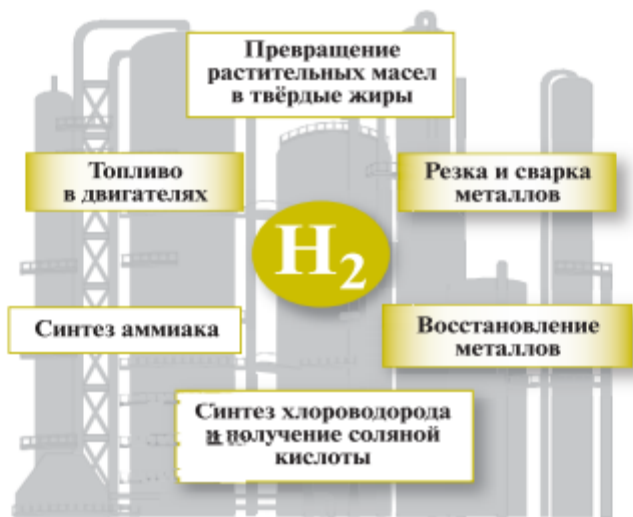 Превращение
растительных масел
в твёрдые жиры
Топливо
в двигателях
Резка и сварка
металлов
H₂
Синтез аммиака
Восстановление
металлов
Синтез хлороводорода
и получение соляной
кислоты